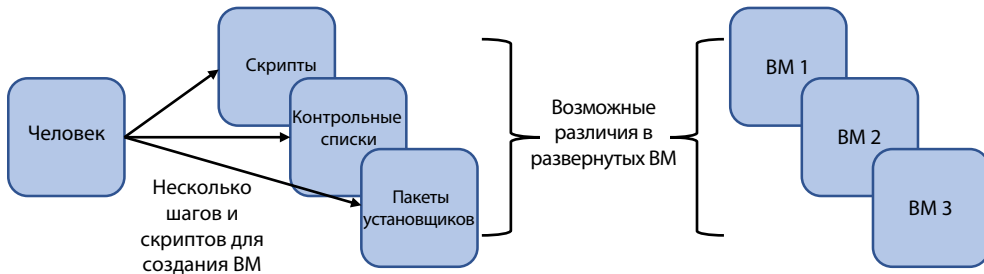 Человек
Скрипты
Контрольные
списки
Пакеты
установщиков
Несколько
шагов и
скриптов для
создания ВМ
Возможные
различия в
развернутых ВМ
ВМ 1
ВМ 2
ВМ 3